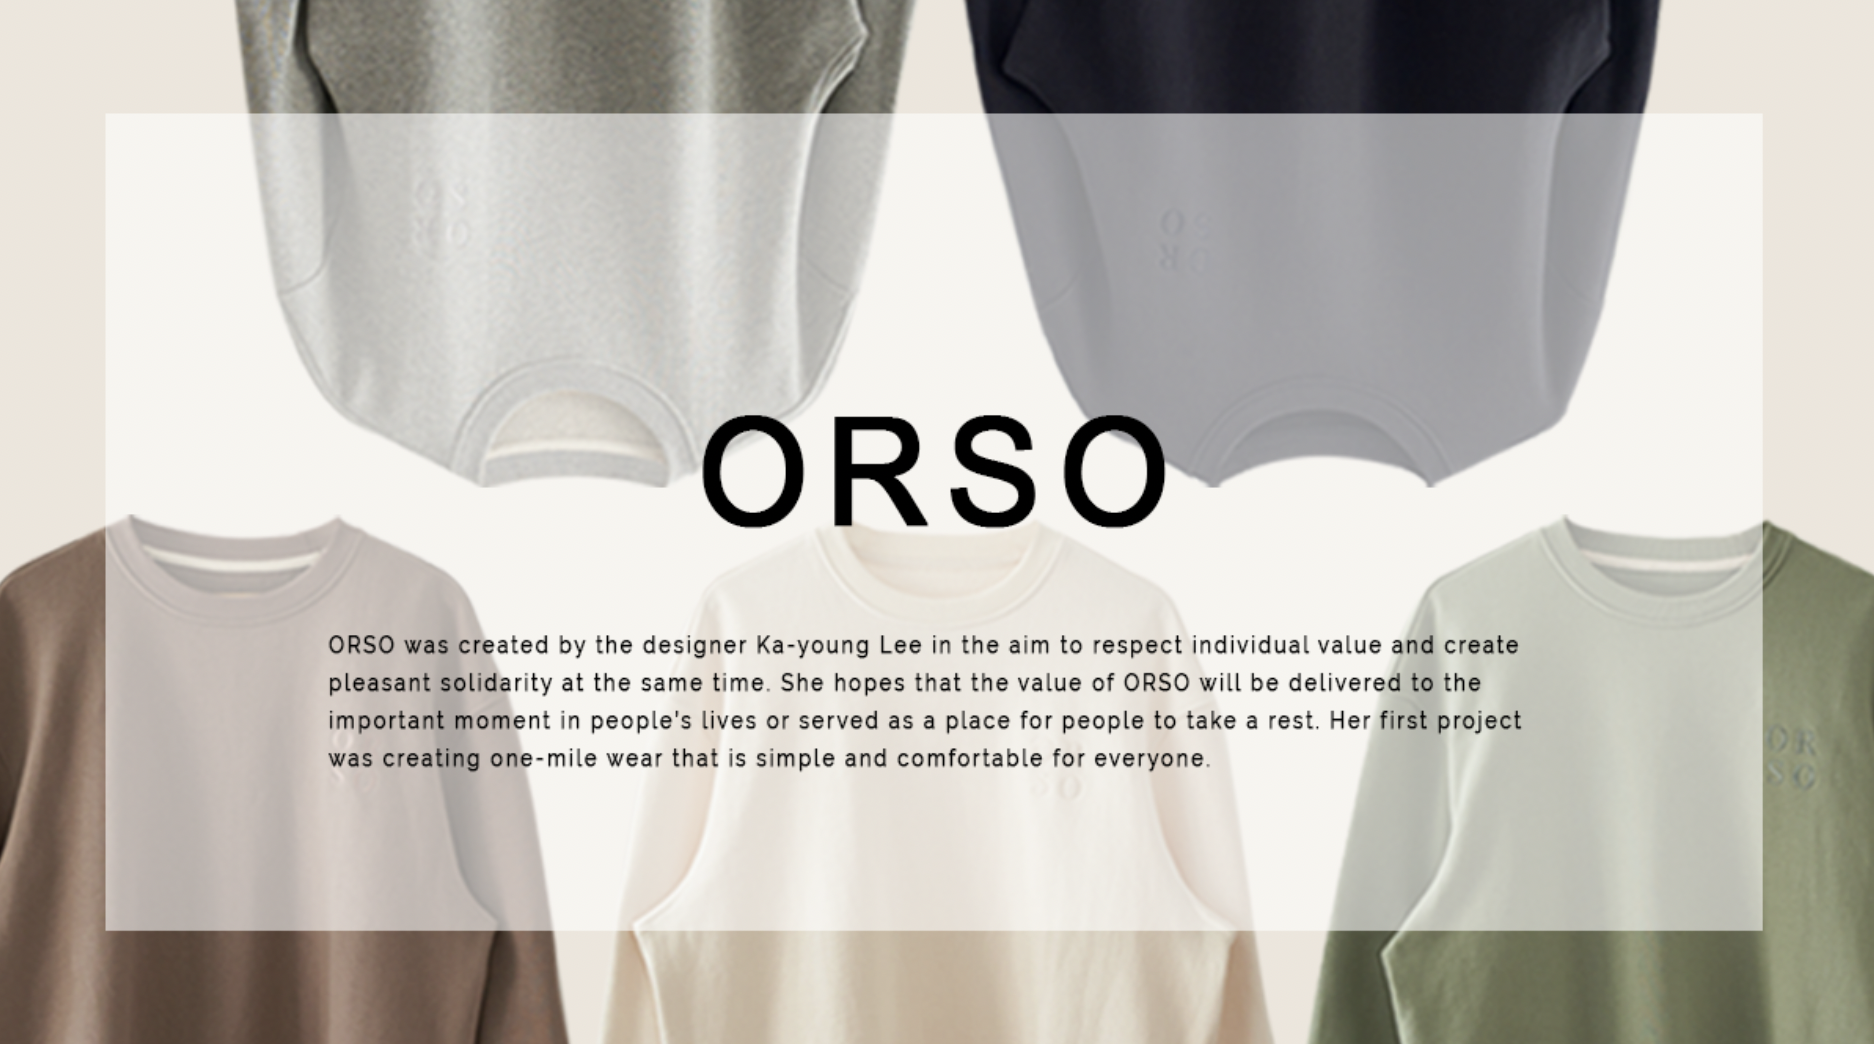 ORSO
ORSO was created by the designer Ka-young Lee in the aim to respect individual value and create
pleasant solidarity at the same time. She hopes that the value of ORSO will be delivered to the
important moment in people's lives or served as a place for people to take a rest. Her first project
was creating one-mile wear that is simple and comfortable for everyone.
OR
SO